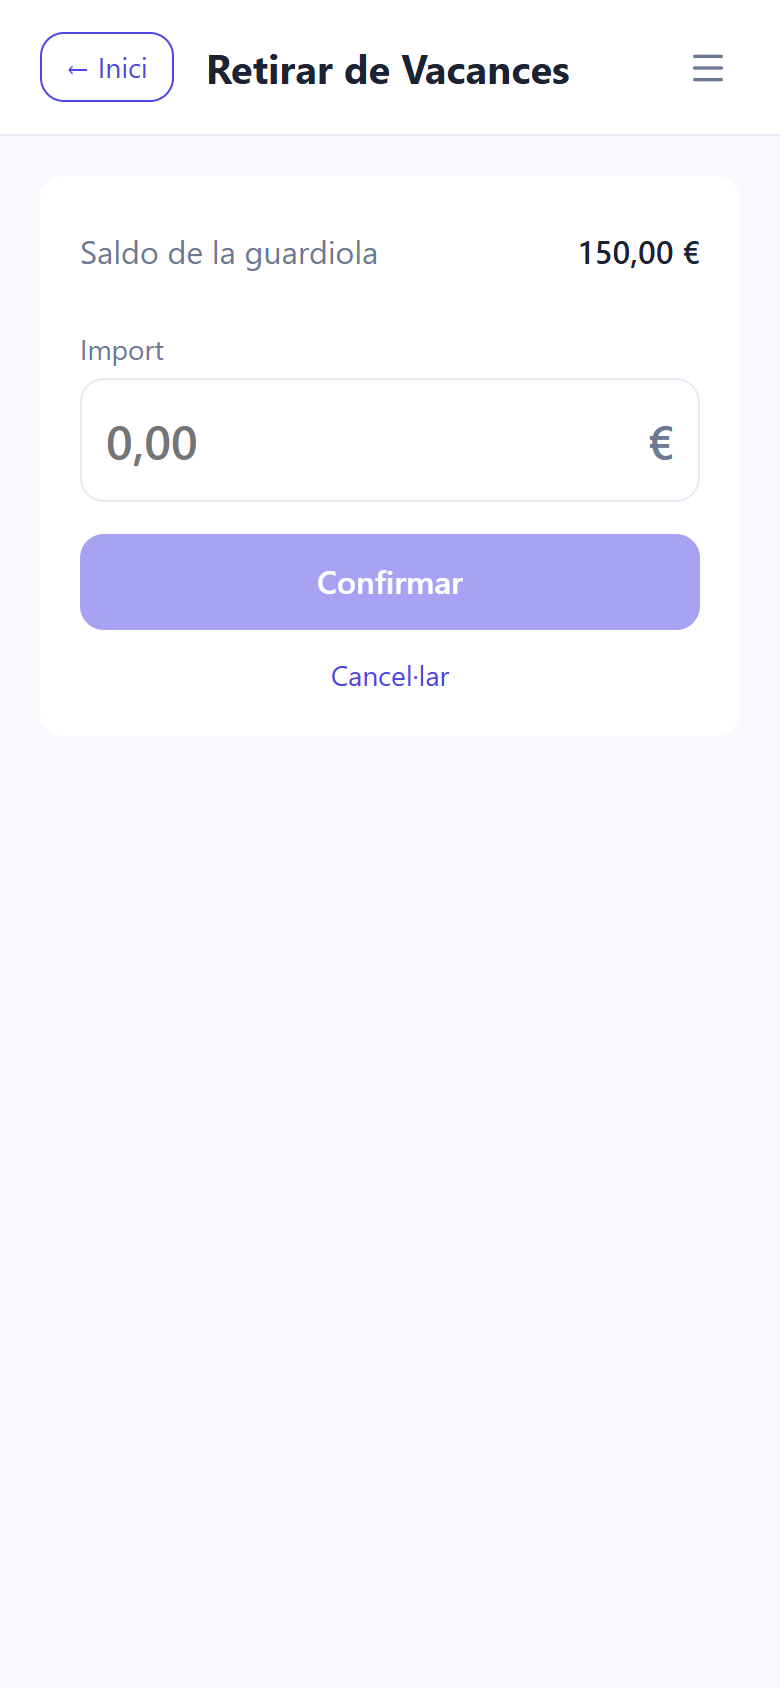 ← Inici
Retirar de Vacances
Saldo de la guardiola
150,00 €
Import
0,00 €
Confirmar
Cancel·lar